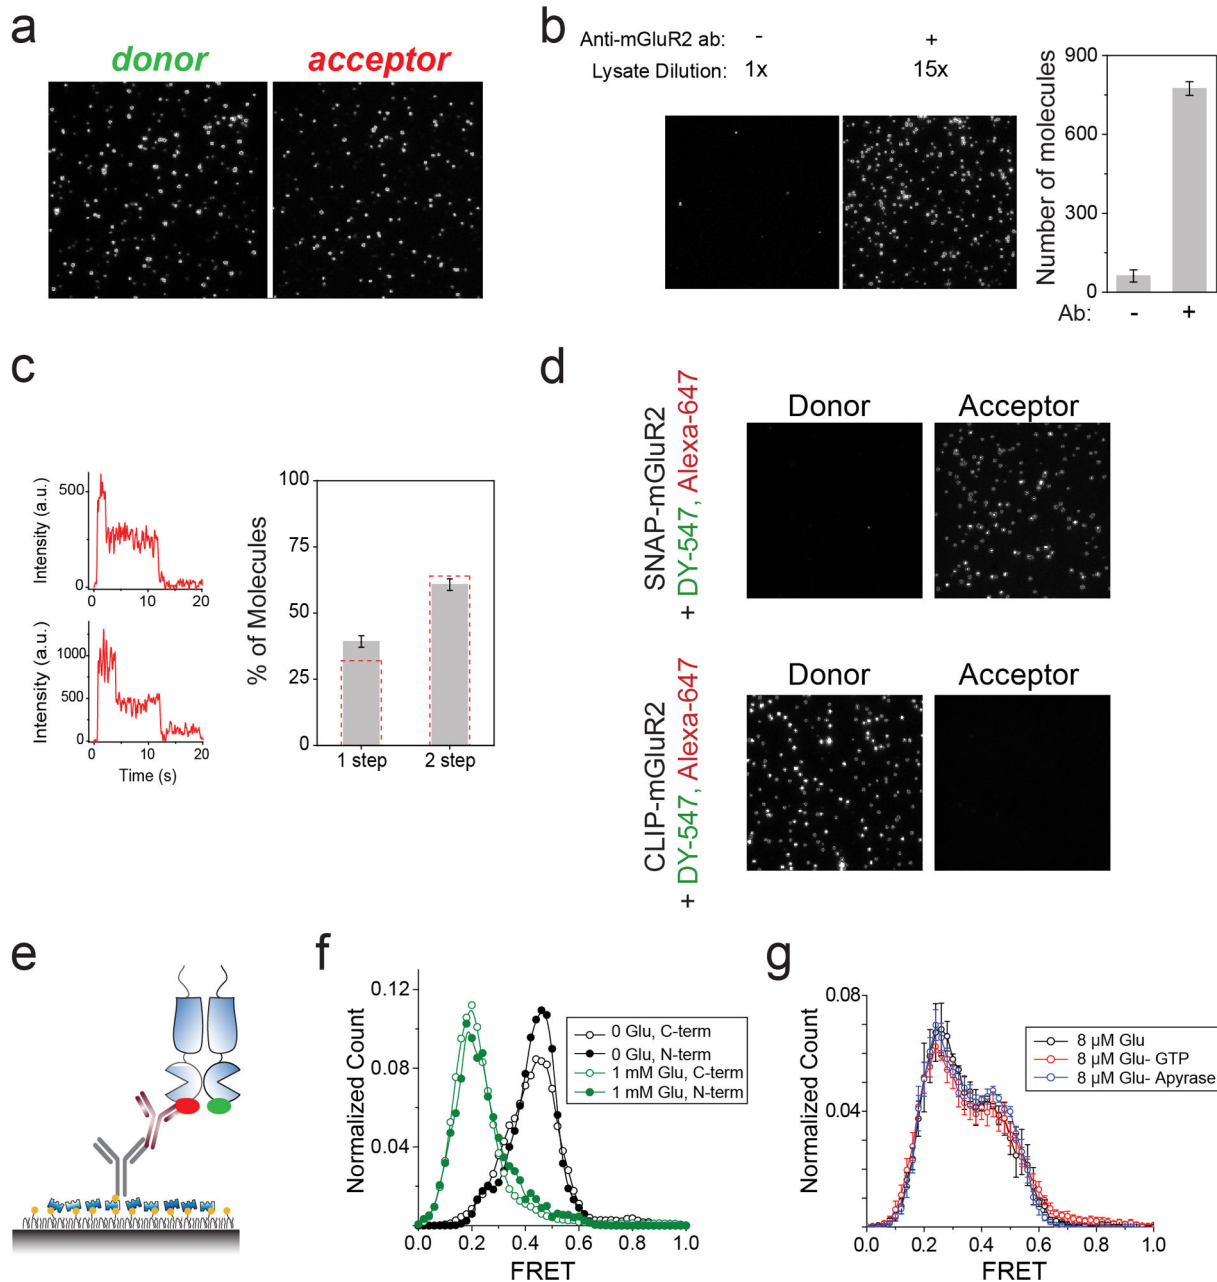 a
donor
acceptor
b
Anti-mGluR2 ab: - +
Lysate Dilution: 1x 15x
Number of molecules
900
600
300
0
Ab: - +
c
Intensity (a.u.)
500
0
0 10 20
Intensity (a.u.)
1000
500
0
0 10 20
Time (s)
% of Molecules
100
75
50
25
0
1 step 2 step
d
SNAP-mGluR2
+ DY-547, Alexa-647
Donor Acceptor
CLIP-mGluR2
+ DY-547, Alexa-647
Donor Acceptor
e
f
Normalized Count
0.12
0.08
0.04
0.0 0.2 0.4 0.6 0.8 1.0
FRET
0 Glu, C-term
0 Glu, N-term
1 mM Glu, C-term
1 mM Glu, N-term
g
Normalized Count
0.08
0.04
0.0 0.2 0.4 0.6 0.8 1.0
FRET
8 µM Glu
8 µM Glu- GTP
8 µM Glu- Apyrase